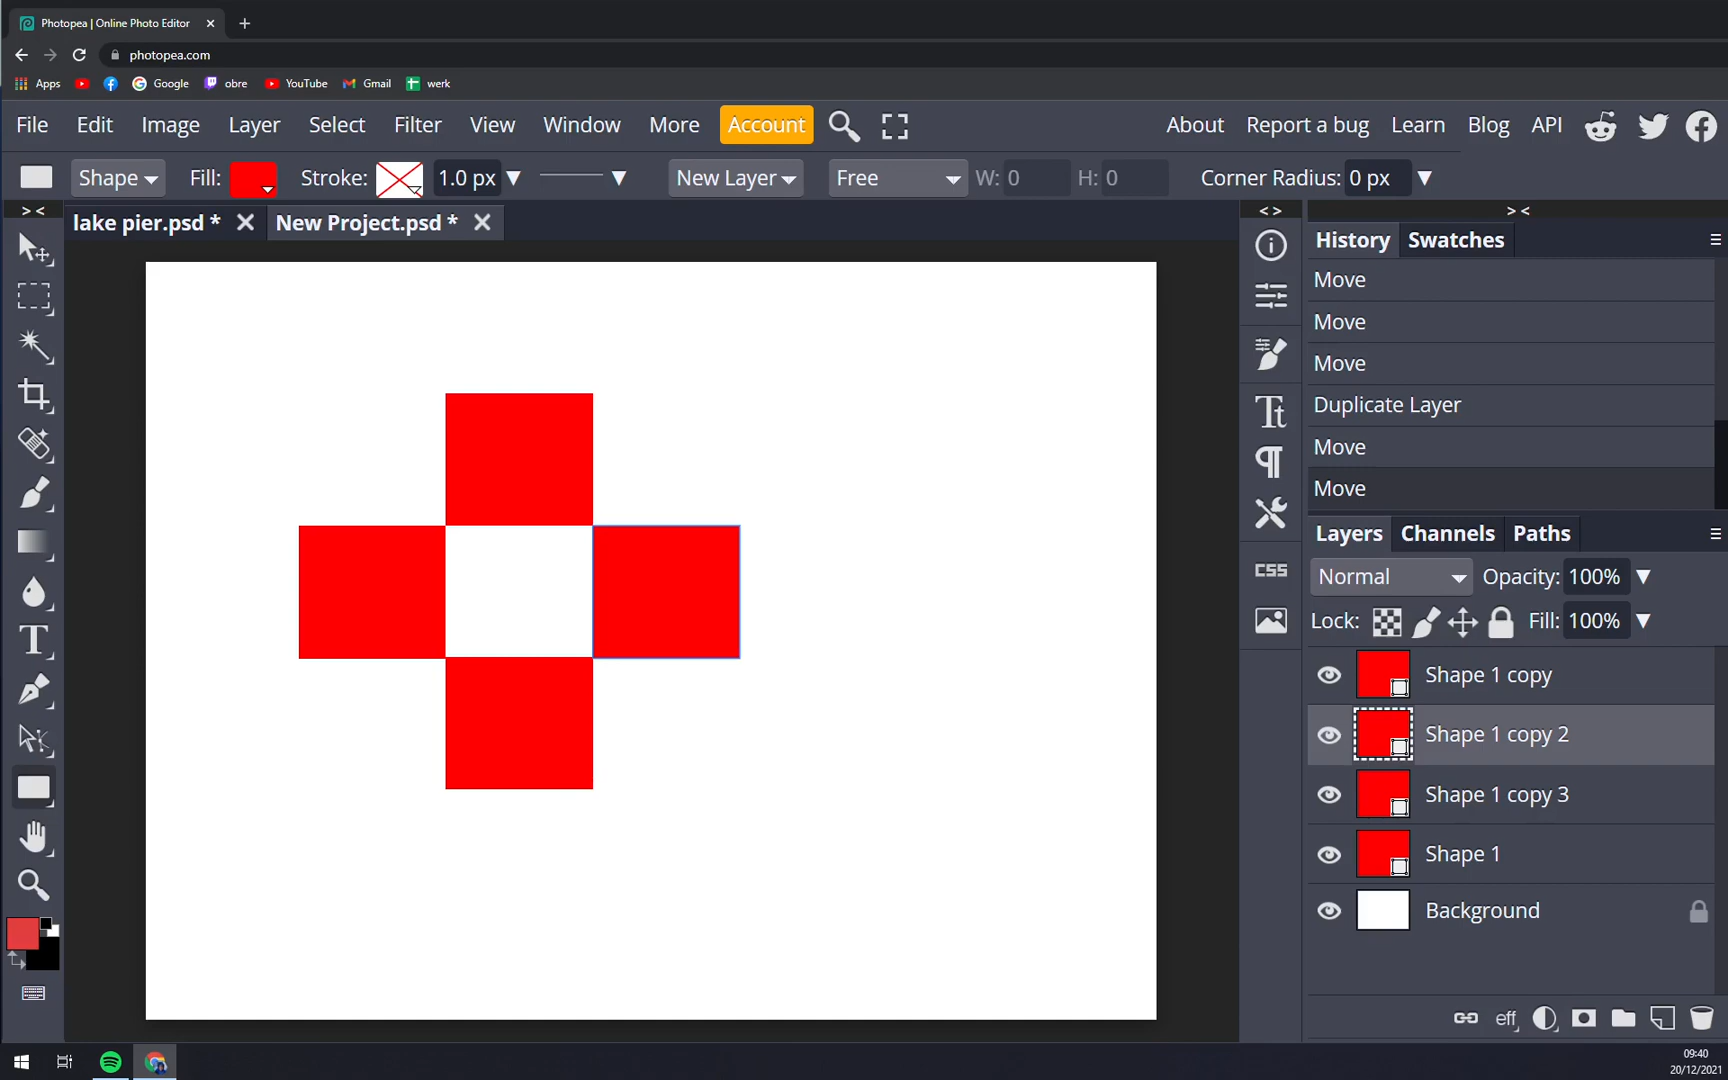 Photopea | Online Photo Editor
photopea.com
Apps Google obre YouTube Gmail werk
File Edit Image Layer Select Filter View Window More Account About Report a bug Learn Blog API
Shape Fill: Stroke: 1.0 px New Layer Free W: 0 H: 0 Corner Radius: 0 px
> < lake pier.psd * New Project.psd * < > > <
History Swatches
Move
Move
Move
Duplicate Layer
Move
Move
Layers Channels Paths
Normal Opacity: 100%
CSS
Lock: Fill: 100%
Shape 1 copy
Shape 1 copy 2
Shape 1 copy 3
Shape 1
Background
eff
09:40
20/12/2021